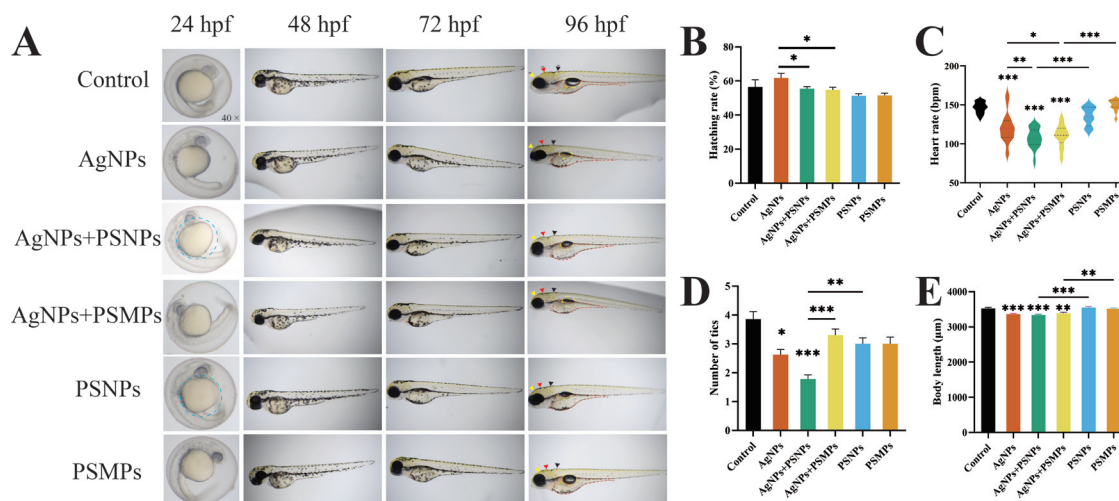 A
24 hpf
48 hpf
72 hpf
96 hpf
Control
40 ×
AgNPs
AgNPs+PSNPs
AgNPs+PSMPs
PSNPs
PSMPs
B
Hatching rate (%)
80
60
40
20
0
*
*
Control
AgNPs
AgNPs+PSNPs
AgNPs+PSMPs
PSNPs
PSMPs
C
Heart rate (bpm)
200
150
100
50
* ***
** ***
***
*** ***
Control
AgNPs
AgNPs+PSNPs
AgNPs+PSMPs
PSNPs
PSMPs
D
Number of tics
5
4
3
2
1
0
**
***
*
***
Control
AgNPs
AgNPs+PSNPs
AgNPs+PSMPs
PSNPs
PSMPs
E
Body length (μm)
4500
3000
1500
0
**
***
*** *** **
Control
AgNPs
AgNPs+PSNPs
AgNPs+PSMPs
PSNPs
PSMPs